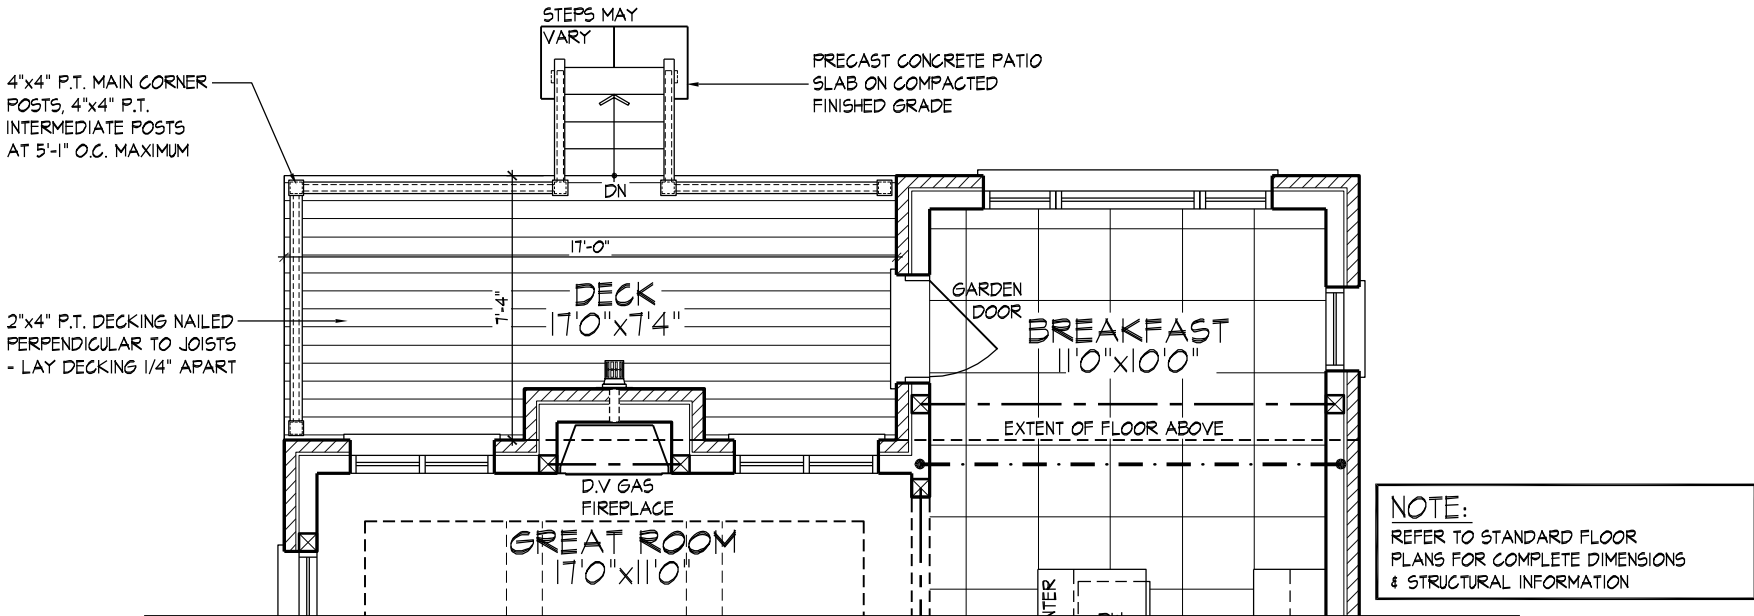 STEPS MAY
VARY
4"x4" P.T. MAIN CORNER
POSTS, 4"x4" P.T.
INTERMEDIATE POSTS
AT 5'-1" O.C. MAXIMUM
PRECAST CONCRETE PATIO
SLAB ON COMPACTED
FINISHED GRADE
DN
17'-0"
7'-4"
DECK
17'0"x7'4"
2"x4" P.T. DECKING NAILED
PERPENDICULAR TO JOISTS
- LAY DECKING 1/4" APART
GARDEN
DOOR
BREAKFAST
11'0"x10'0"
EXTENT OF FLOOR ABOVE
D.V GAS
FIREPLACE
GREAT ROOM
17'0"x11'0"
NOTE:
REFER TO STANDARD FLOOR
PLANS FOR COMPLETE DIMENSIONS
& STRUCTURAL INFORMATION